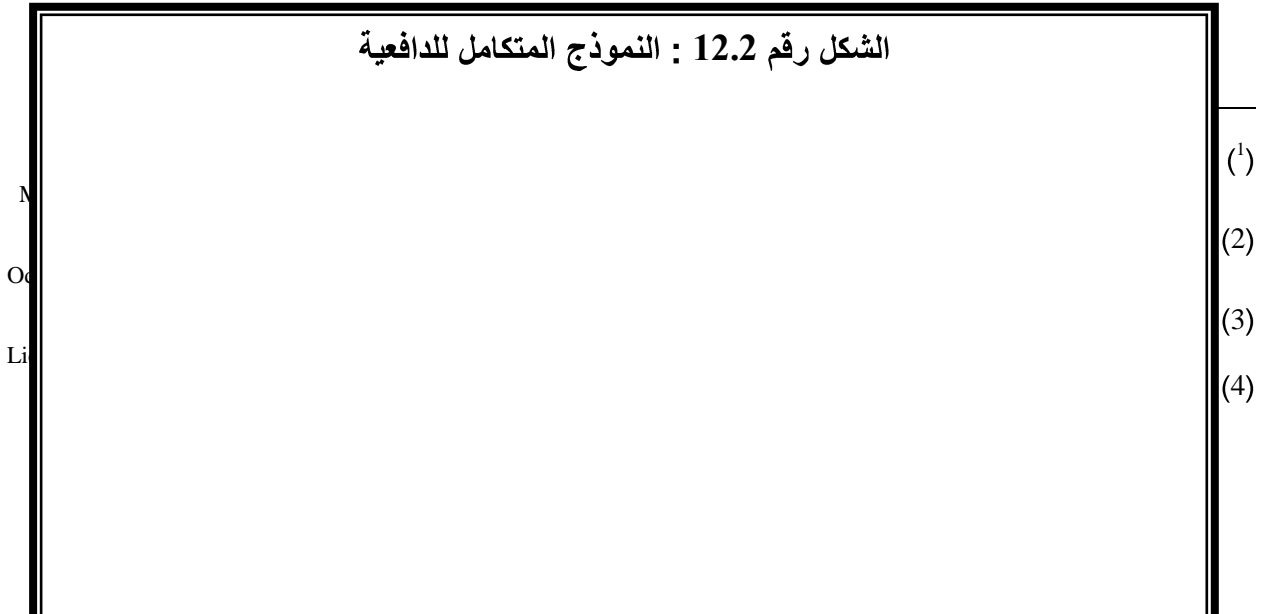 الشكل رقم 12.2 : النموذج المتكامل للدافعية
(1)
(2)
(3)
(4)